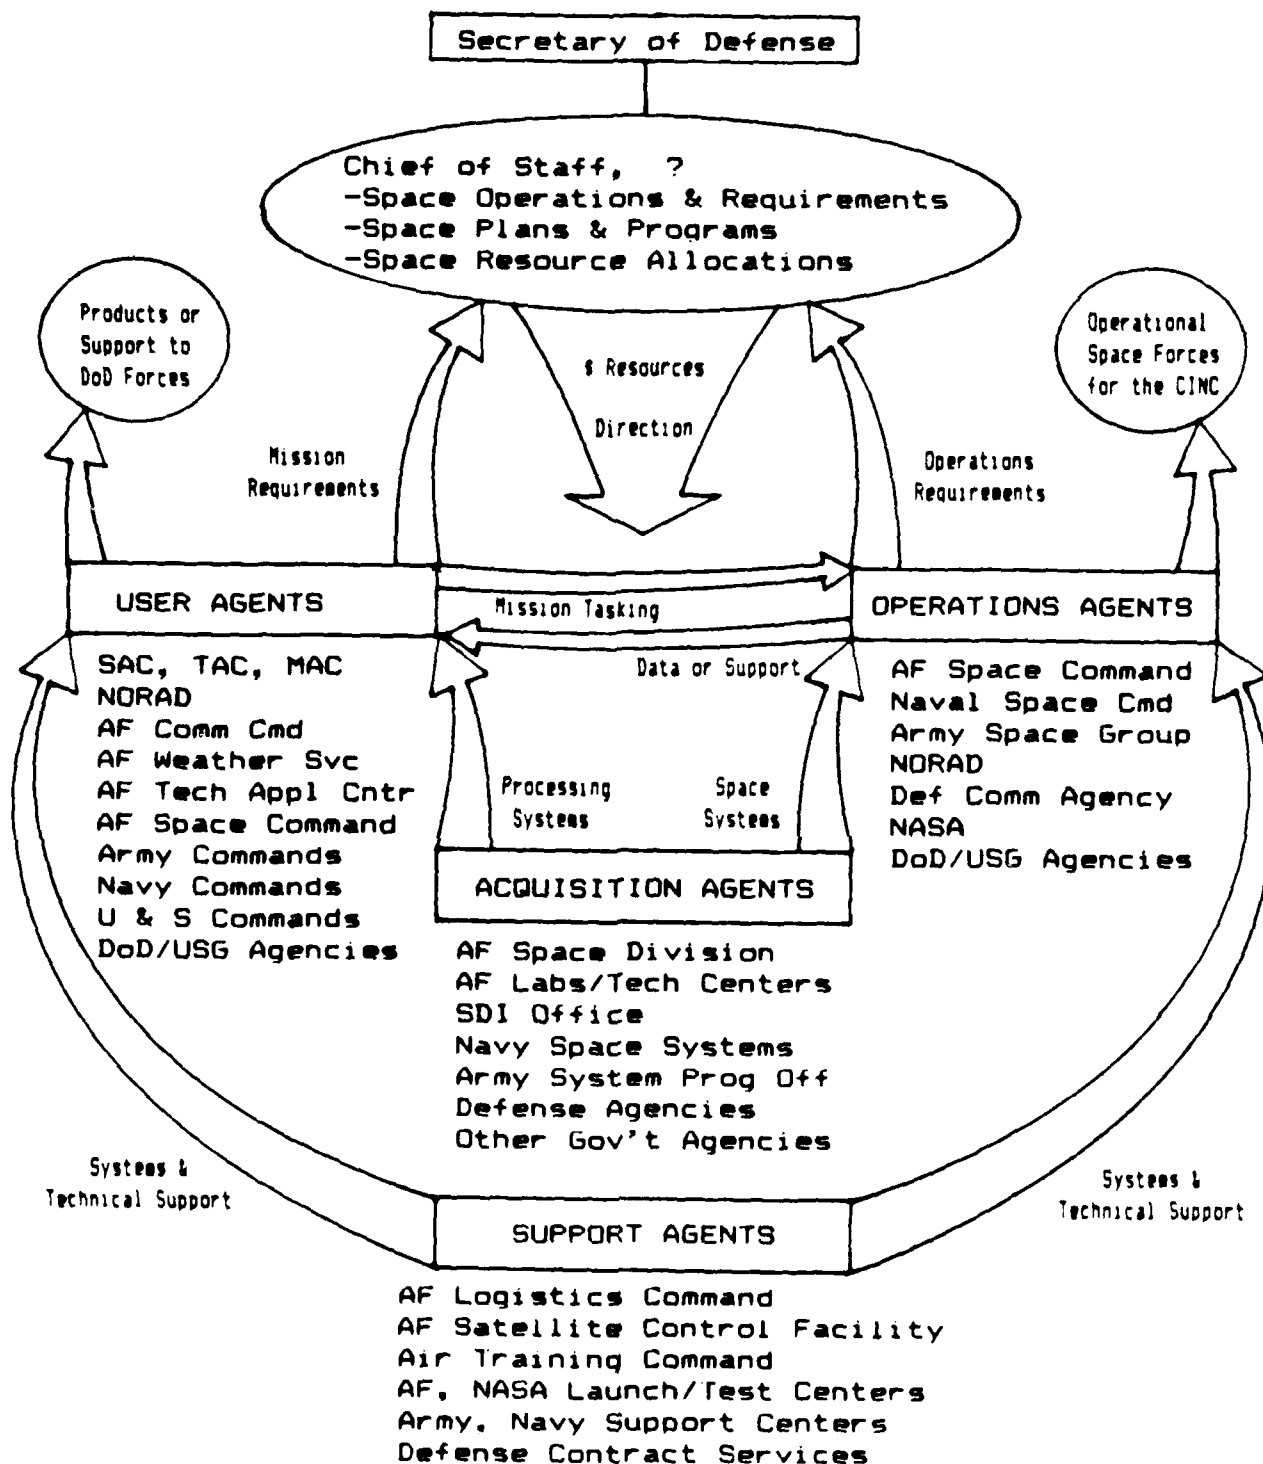 Secretary of Defense
Chief of Staff, ?
-Space Operations & Requirements
-Space Plans & Programs
-Space Resource Allocations
Products or
Support to
DoD Forces
$ Resources
Direction
Operational
Space Forces
for the CINC
Mission
Requirements
Operations
Requirements
USER AGENTS
Mission Tasking
OPERATIONS AGENTS
Data or Support
SAC, TAC, MAC
NORAD
AF Comm Cmd
AF Weather Svc
AF Tech Appl Cntr
AF Space Command
Army Commands
Navy Commands
U & S Commands
DoD/USG Agencies
AF Space Command
Naval Space Cmd
Army Space Group
NORAD
Def Comm Agency
NASA
DoD/USG Agencies
Processing
Systems
Space
Systems
ACQUISITION AGENTS
AF Space Division
AF Labs/Tech Centers
SDI Office
Navy Space Systems
Army System Prog Off
Defense Agencies
Other Gov't Agencies
Systems &
Technical Support
Systems &
Technical Support
SUPPORT AGENTS
AF Logistics Command
AF Satellite Control Facility
Air Training Command
AF, NASA Launch/Test Centers
Army, Navy Support Centers
Defense Contract Services